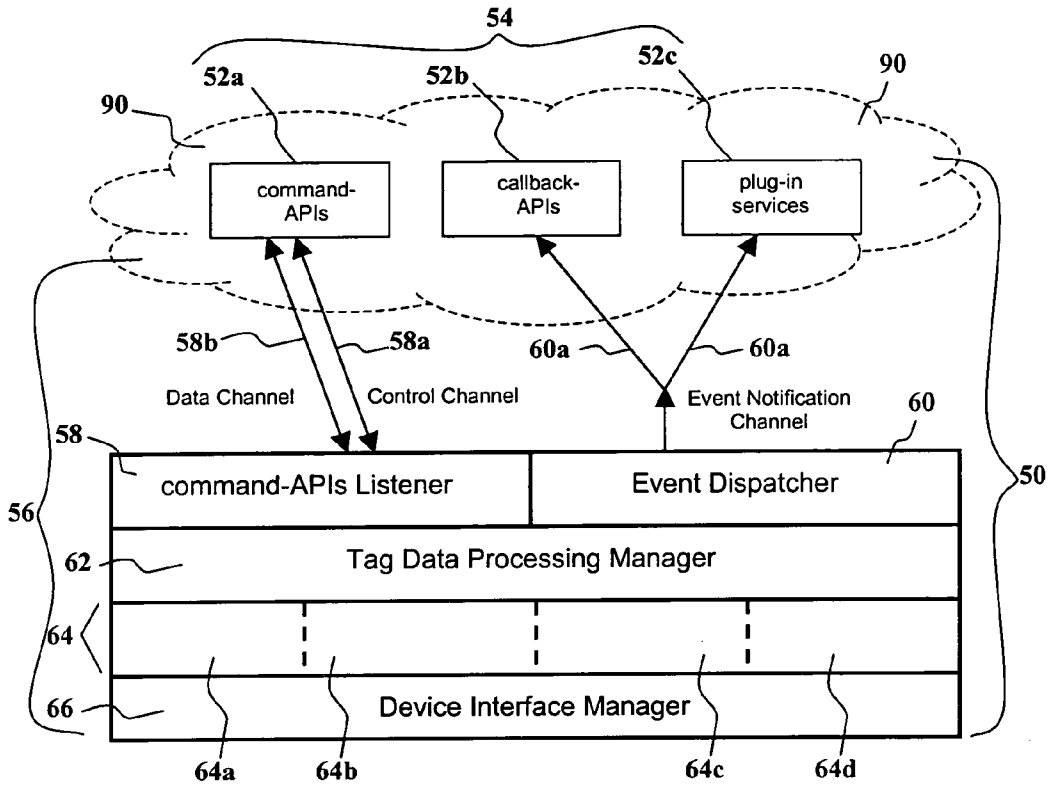 54
52a
52b
52c
90
90
command-
APIs
callback-
APIs
plug-in
services
58b
58a
60a
60a
Data Channel
Control Channel
Event Notification
Channel
58
60
command-APIs Listener
Event Dispatcher
50
56
62
Tag Data Processing Manager
64
66
Device Interface Manager
64a
64b
64c
64d